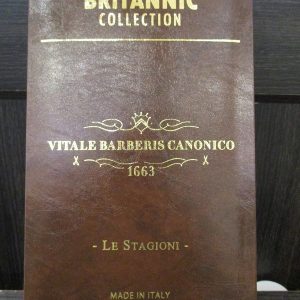 BRITANNIC
COLLECTION
VITALE BARBERIS CANONICO
1663
- LE STAGIONI -
MADE IN ITALY